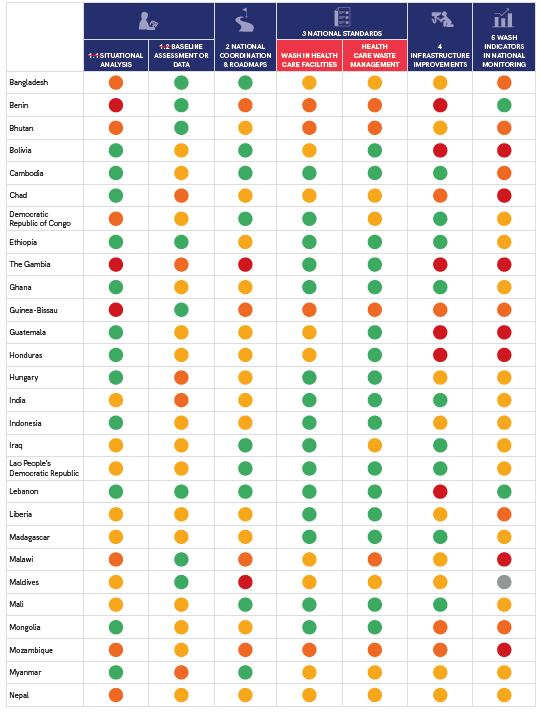 3 NATIONAL STANDARDS
1.1 SITUATIONAL
ANALYSIS
1.2 BASELINE
ASSESSMENT OR
DATA
2 NATIONAL
COORDINATION
& ROADMAPS
WASH IN HEALTH
CARE FACILITIES
HEALTH
CARE WASTE
MANAGEMENT
4
INFRASTRUCTURE
IMPROVEMENTS
5 WASH
INDICATORS
IN NATIONAL
MONITORING
Bangladesh
Benin
Bhutan
Bolivia
Cambodia
Chad
Democratic
Republic of Congo
Ethiopia
The Gambia
Ghana
Guinea-Bissau
Guatemala
Honduras
Hungary
India
Indonesia
Iraq
Lao People's
Democratic Republic
Lebanon
Liberia
Madagascar
Malawi
Maldives
Mali
Mongolia
Mozambique
Myanmar
Nepal